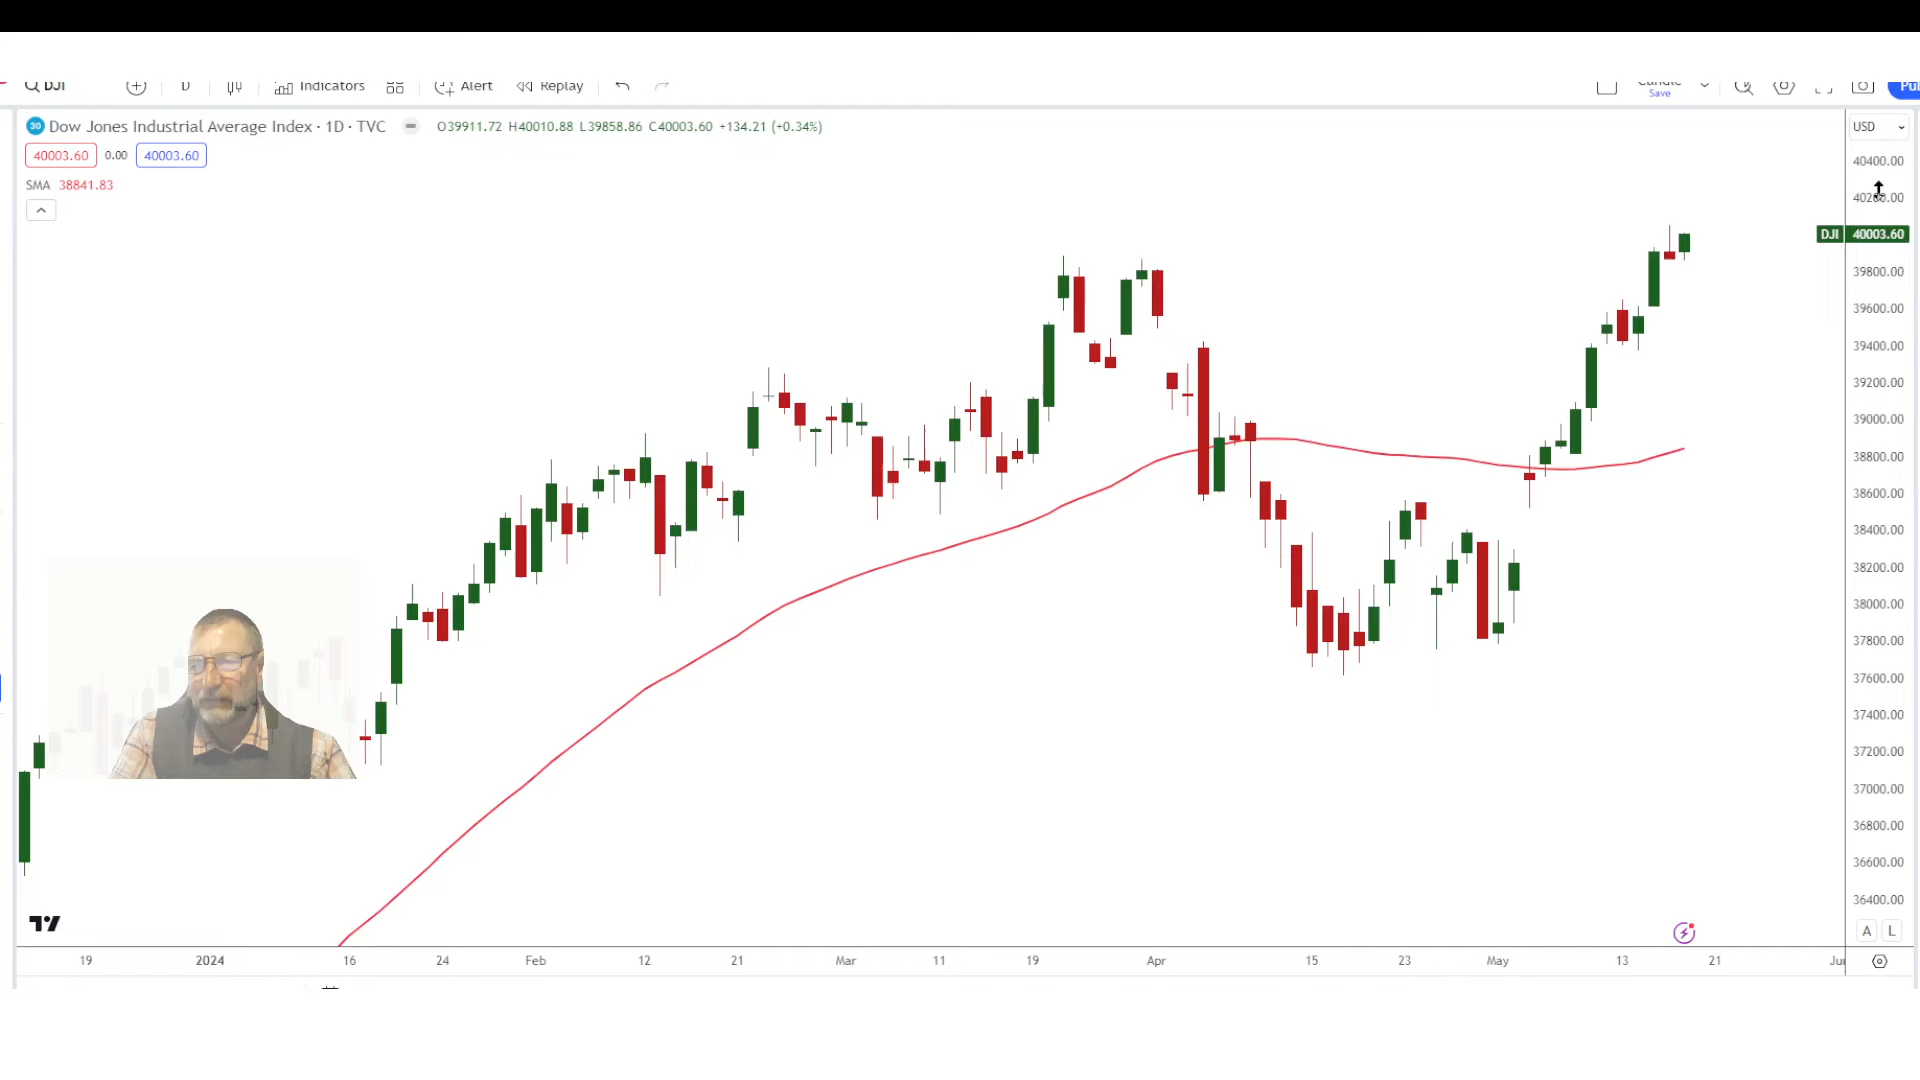 DJI D Indicators Alert Replay Candle
Save
30 Dow Jones Industrial Average Index · 1D · TVC O39911.72 H40010.88 L39858.86 C40003.60 +134.21 (+0.34%) USD
40003.60 0.00 40003.60
SMA 38841.83
40400.00
DJI 40003.60
39800.00
39600.00
39400.00
39200.00
39000.00
38800.00
38600.00
38400.00
38200.00
38000.00
37800.00
37600.00
37400.00
37200.00
37000.00
36800.00
36600.00
36400.00
A L
19 2024 16 24 Feb 12 21 Mar 11 19 Apr 15 23 May 13 21